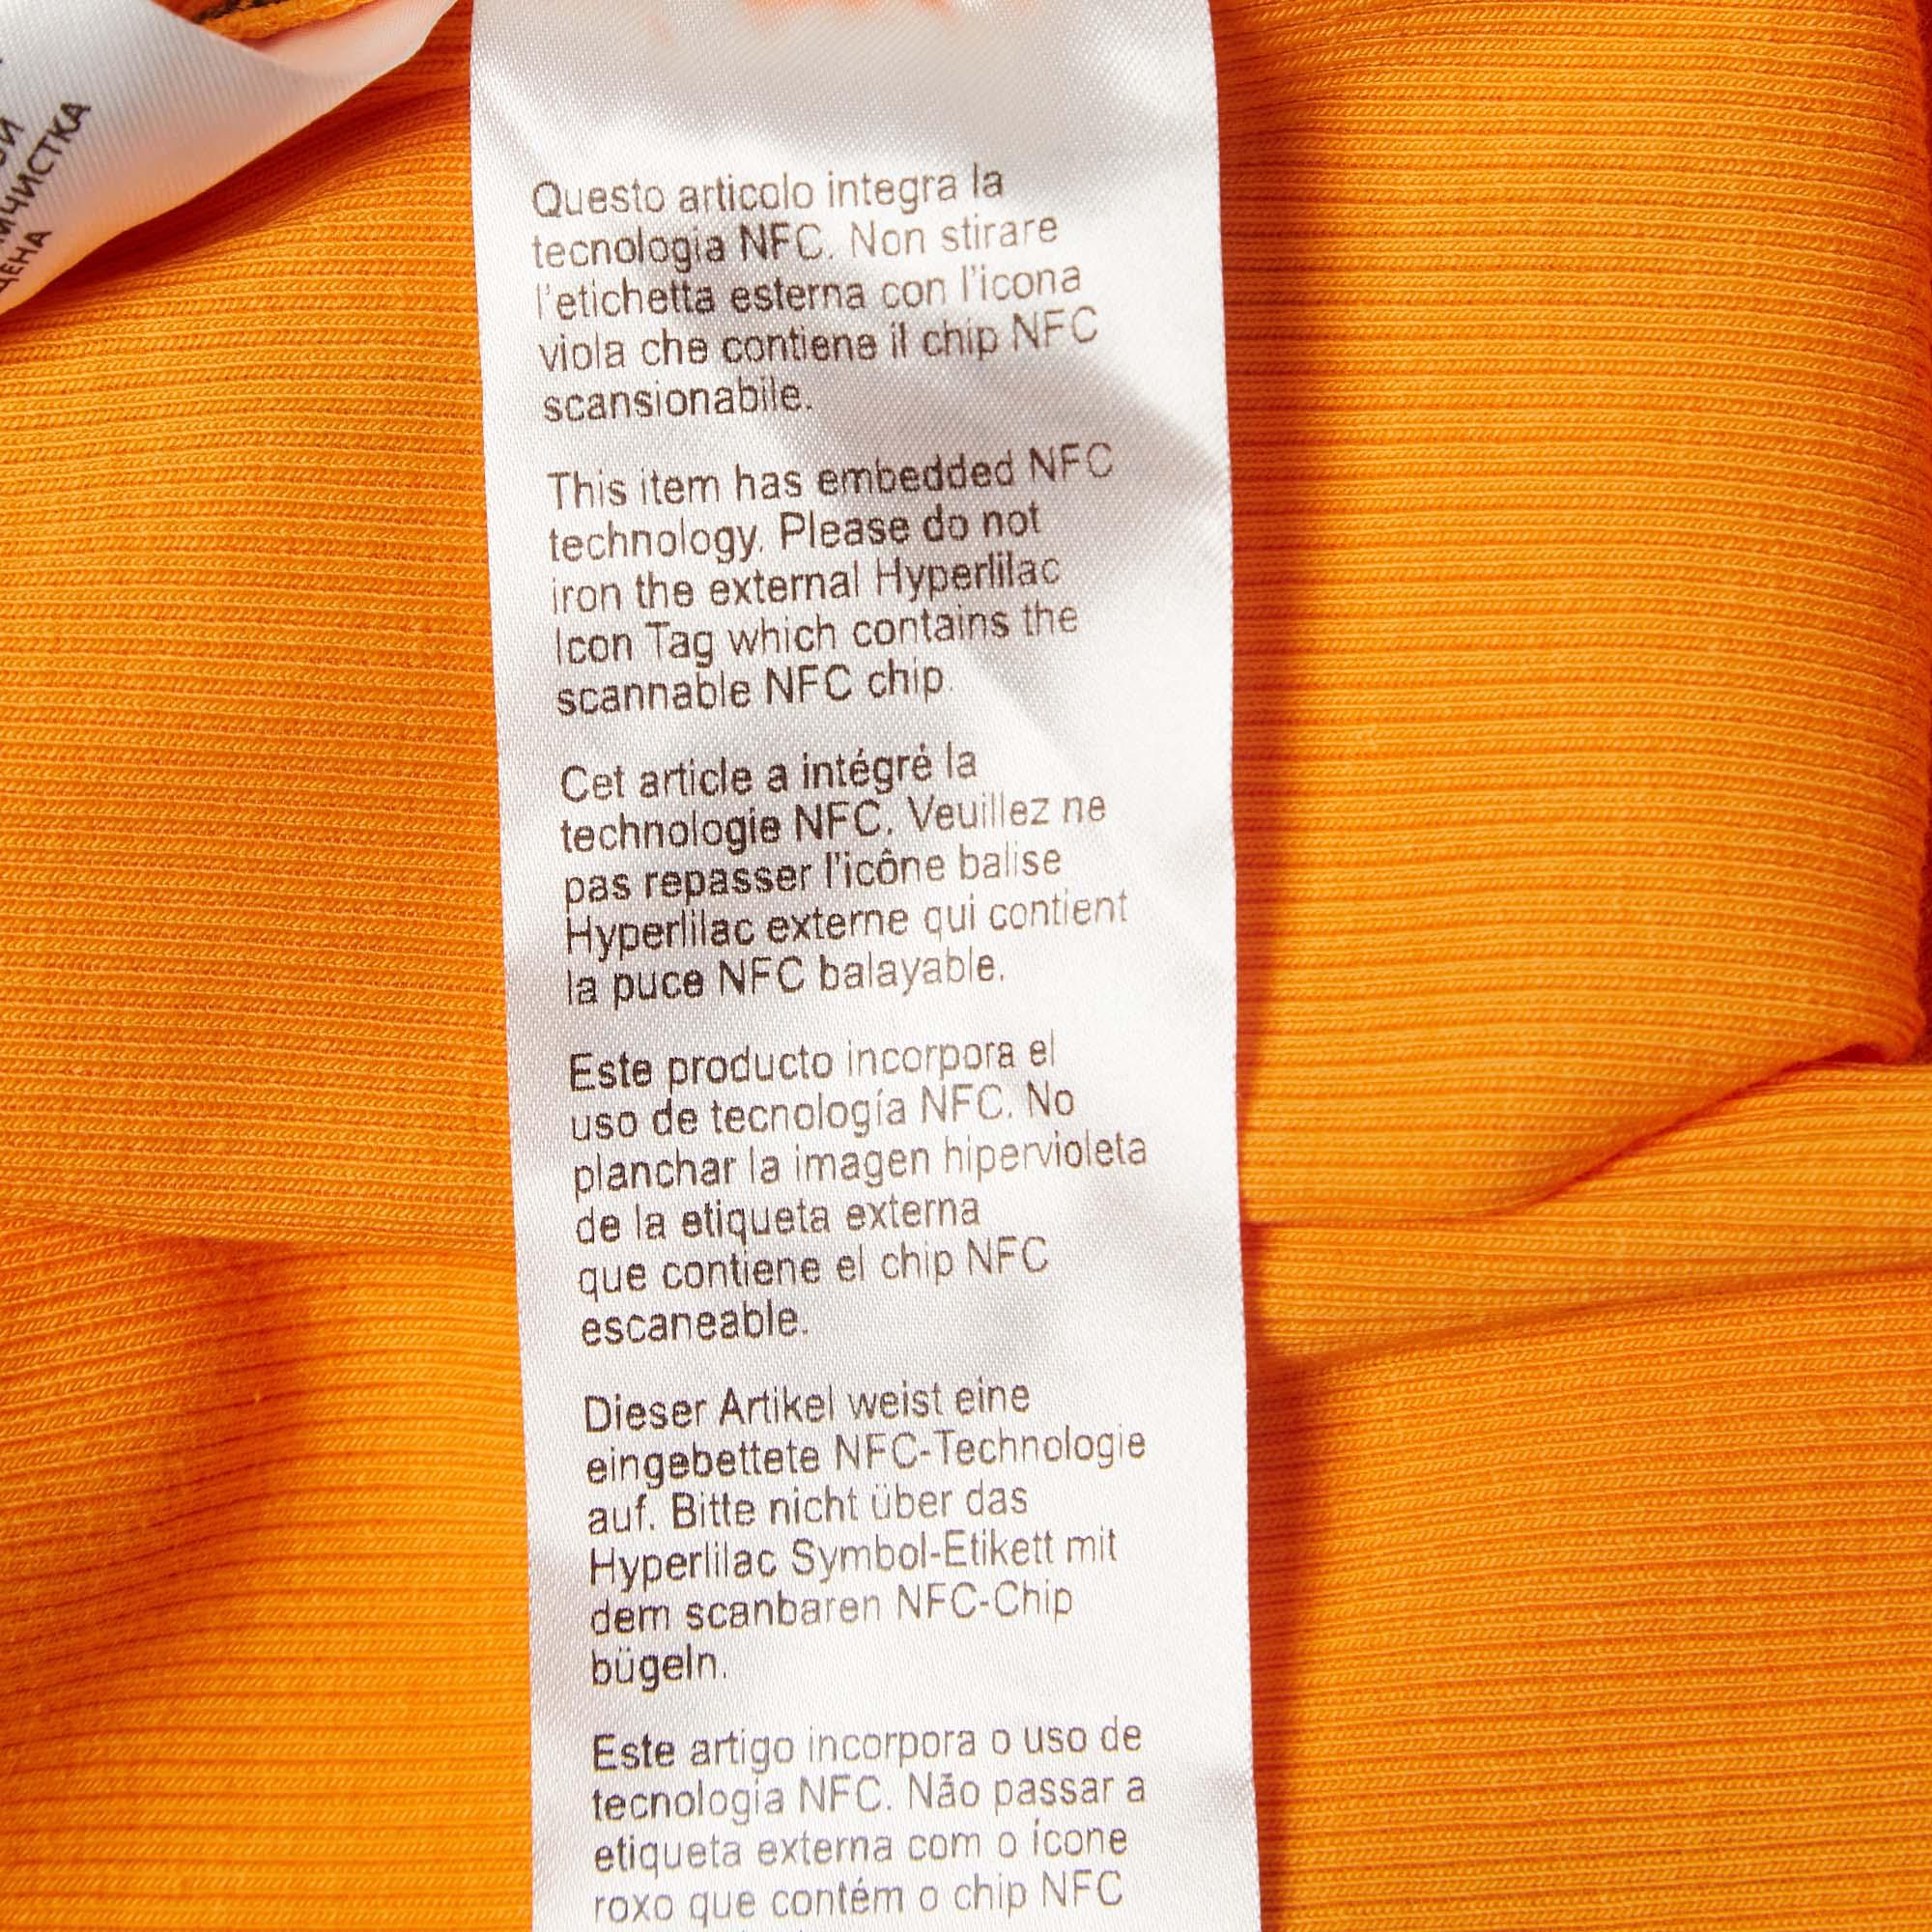 ИЧИСТКА
Questo articolo integra la
tecnologia NFC. Non stirare
l'etichetta esterna con l'icona
viola che contiene il chip NFC
scansionabile.
This item has embedded NFC
technology. Please do not
iron the external Hyperlilac
Icon Tag which contains the
scannable NFC chip.
Cet article a intégré la
technologie NFC. Veuillez ne
pas repasser l'icône balise
Hyperlilac externe qui contient
la puce NFC balayable.
Este producto incorpora el
uso de tecnología NFC. No
planchar la imagen hipervioleta
de la etiqueta externa
que contiene el chip NFC
escaneable.
Dieser Artikel weist eine
eingebettete NFC-Technologie
auf. Bitte nicht über das
Hyperlilac Symbol-Etikett mit
dem scanbaren NFC-Chip
bügeln.
Este artigo incorpora o uso de
tecnologia NFC. Não passar a
etiqueta externa com o ícone
roxo que contém o chip NFC